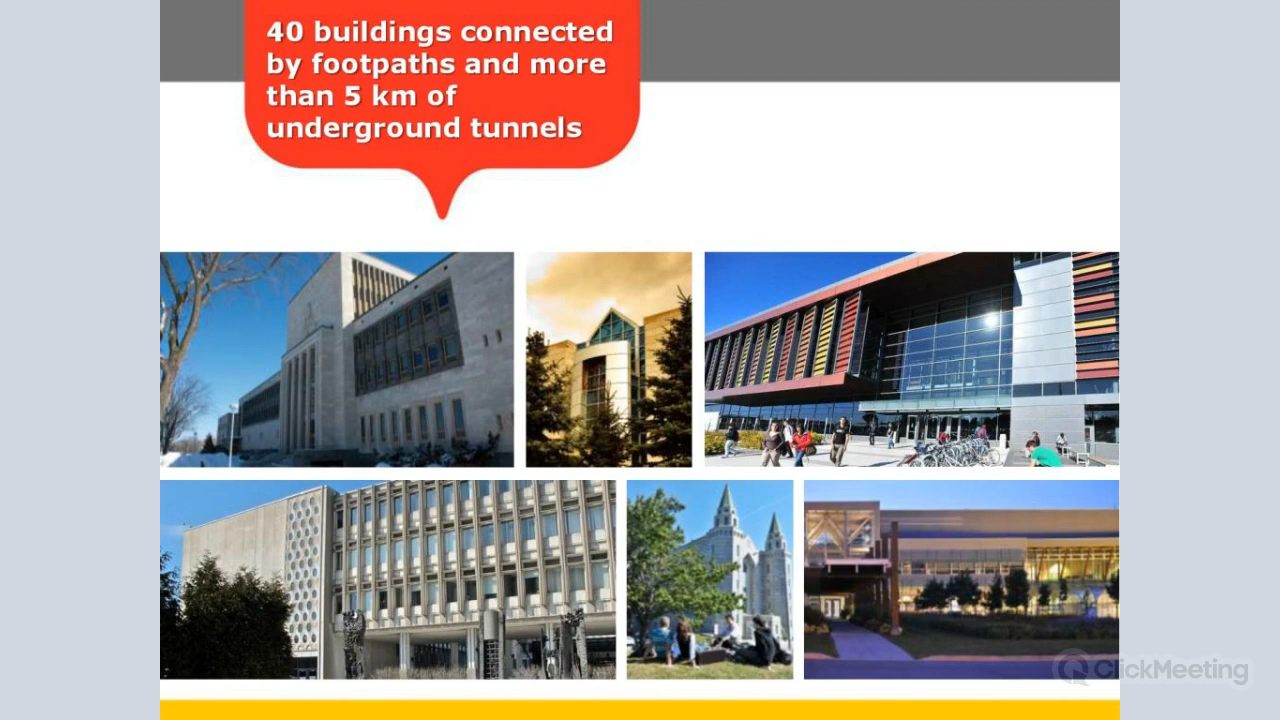 40 buildings connected
by footpaths and more
than 5 km of
underground tunnels
ClickMeeting